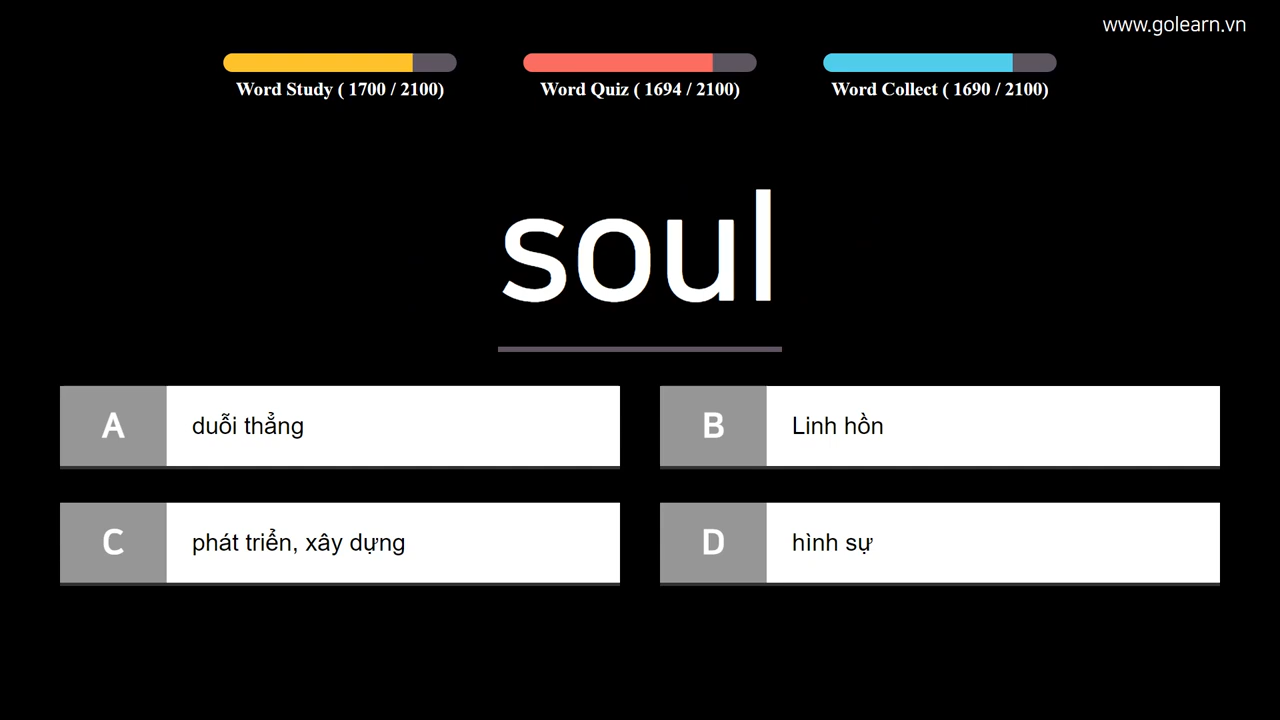 www.golearn.vn
Word Study ( 1700 / 2100)
Word Quiz ( 1694 / 2100)
Word Collect ( 1690 / 2100)
soul
A duỗi thẳng
B Linh hồn
C phát triển, xây dựng
D hình sự